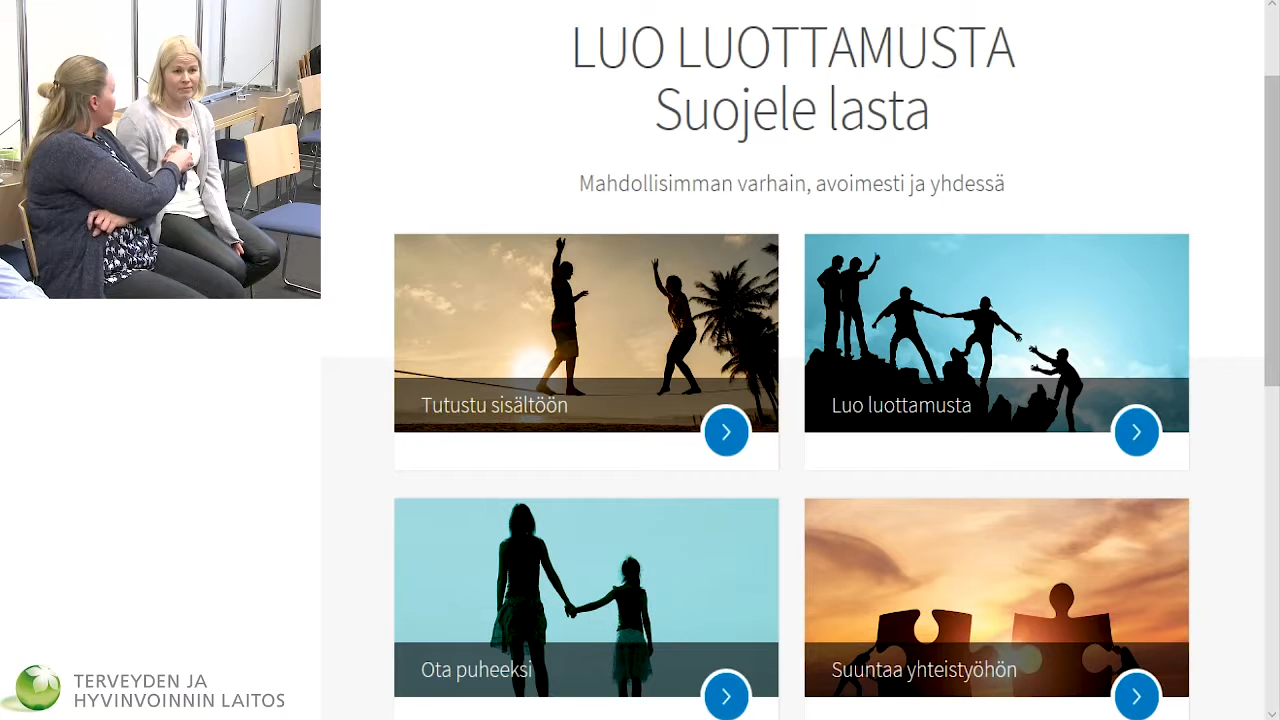 LUO LUOTTAMUSTA
Suojele lasta
Mahdollisimman varhain, avoimesti ja yhdessä
Tutustu sisältöön
Luo luottamusta
Ota puheeksi
Suuntaa yhteistyöhön
TERVEYDEN JA
HYVINVOINNIN LAITOS